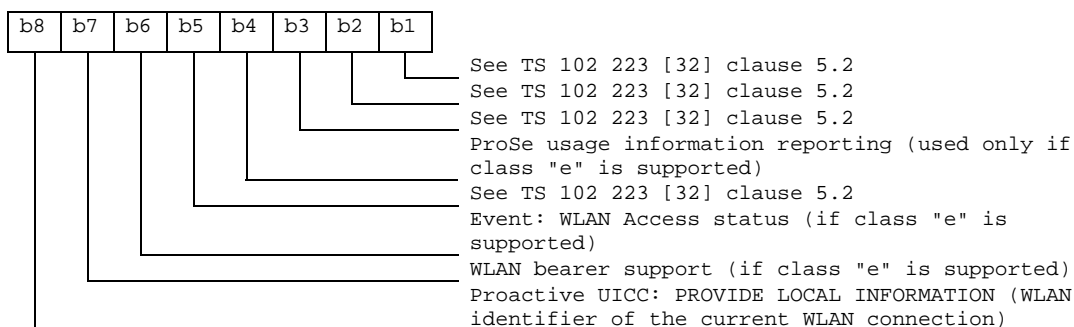 b8 b7 b6 b5 b4 b3 b2 b1
See TS 102 223 [32] clause 5.2
See TS 102 223 [32] clause 5.2
See TS 102 223 [32] clause 5.2
ProSe usage information reporting (used only if
class "e" is supported)
See TS 102 223 [32] clause 5.2
Event: WLAN Access status (if class "e" is
supported)
WLAN bearer support (if class "e" is supported)
Proactive UICC: PROVIDE LOCAL INFORMATION (WLAN
identifier of the current WLAN connection)